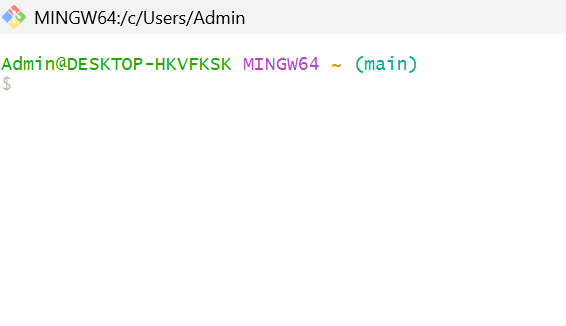 MINGW64:/c/Users/Admin
Admin@DESKTOP-HKVFKSK MINGW64 ~ (main)
$